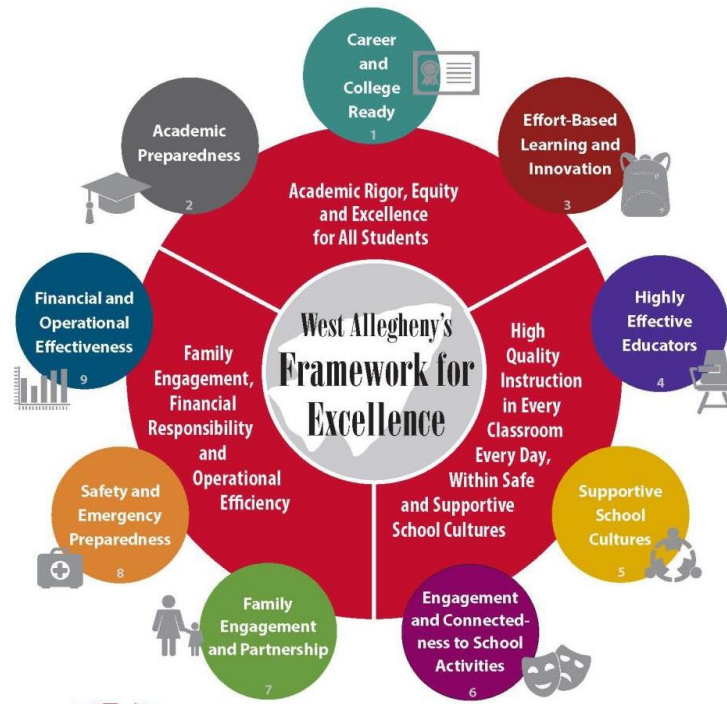 West Allegheny's
Framework for
Excellence
Academic Rigor, Equity
and Excellence
for All Students
High
Quality
Instruction
in Every
Classroom
Every Day,
Within Safe
and Supportive
School Cultures
Family
Engagement,
Financial
Responsibility
and
Operational
Efficiency
Career
and
College
Ready
1
Academic
Preparedness
2
Effort-Based
Learning and
Innovation
3
Highly
Effective
Educators
4
Supportive
School
Cultures
5
Engagement
and Connected-
ness to School
Activities
6
Family
Engagement
and Partnership
7
Safety and
Emergency
Preparedness
8
Financial and
Operational
Effectiveness
9